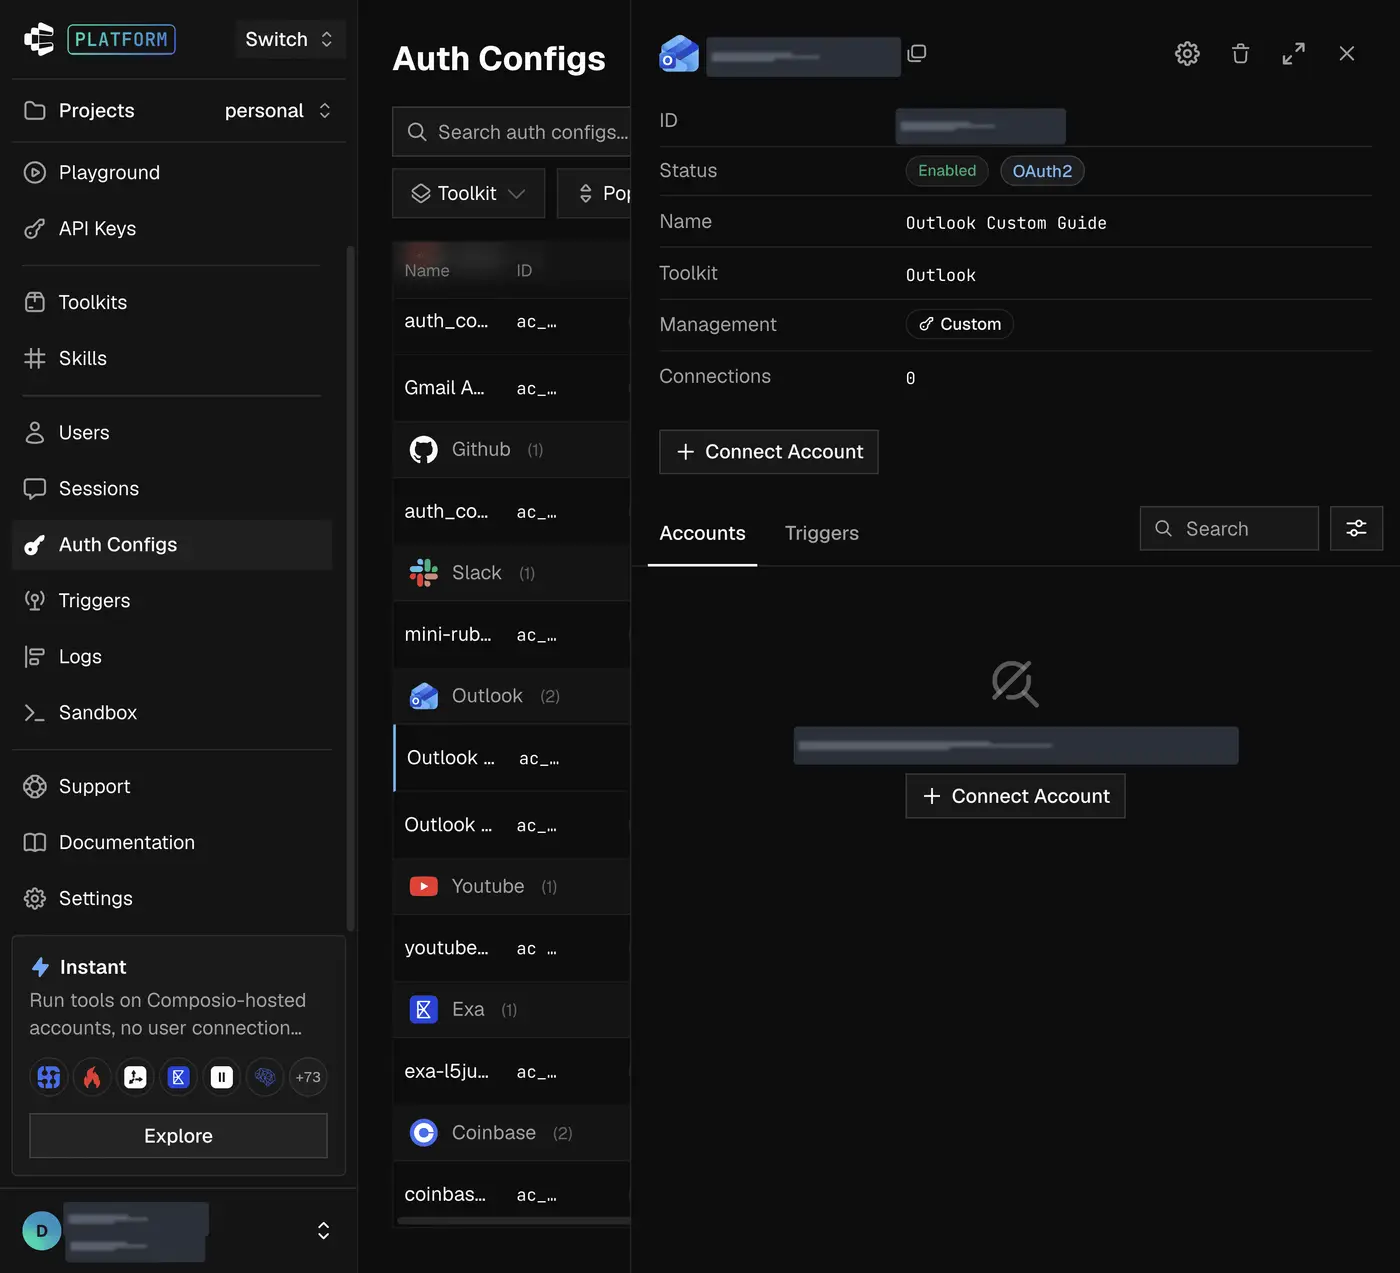 PLATFORM
Switch
Projects
personal
Playground
API Keys
Toolkits
Skills
Users
Sessions
Auth Configs
Triggers
Logs
Sandbox
Support
Documentation
Settings
Instant
Run tools on Composio-hosted
accounts, no user connection...
+73
Explore
D
Auth Configs
Search auth configs...
Toolkit
Pop
Name ID
auth_co... ac_...
Gmail A... ac_...
Github (1)
auth_co... ac_...
Slack (1)
mini-rub... ac_...
Outlook (2)
Outlook ... ac_...
Outlook ... ac_...
Youtube (1)
youtube... ac ...
Exa (1)
exa-l5ju... ac_...
Coinbase (2)
coinbas... ac_...
ID
Status Enabled OAuth2
Name Outlook Custom Guide
Toolkit Outlook
Management Custom
Connections 0
+ Connect Account
Accounts Triggers
Search
+ Connect Account